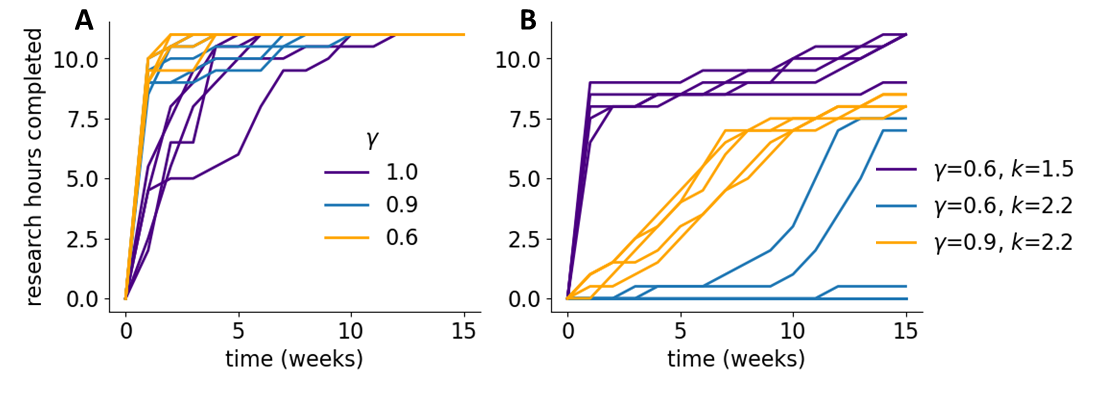 A
research hours completed
10.0
7.5
5.0
2.5
0.0
0
5
10
15
time (weeks)
γ
1.0
0.9
0.6
B
10.0
7.5
5.0
2.5
0.0
0
5
10
15
time (weeks)
γ=0.6, k=1.5
γ=0.6, k=2.2
γ=0.9, k=2.2